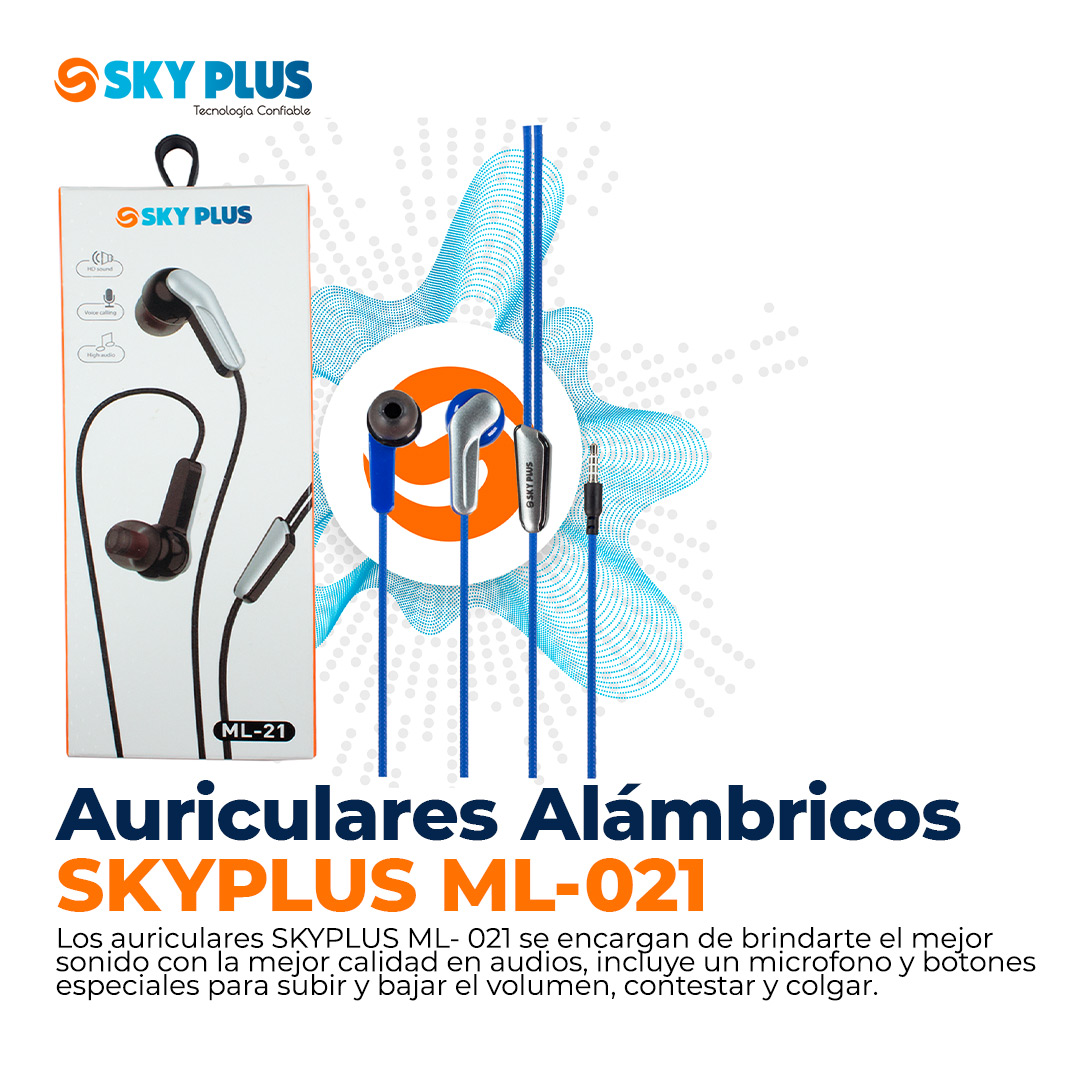 SKY PLUS
Tecnología Confiable
SKY PLUS
HD sound
Voice calling
High audio
SKY PLUS
ML-21
Auriculares Alámbricos
SKYPLUS ML-021
Los auriculares SKYPLUS ML- 021 se encargan de brindarte el mejor
sonido con la mejor calidad en audios, incluye un microfono y botones
especiales para subir y bajar el volumen, contestar y colgar.